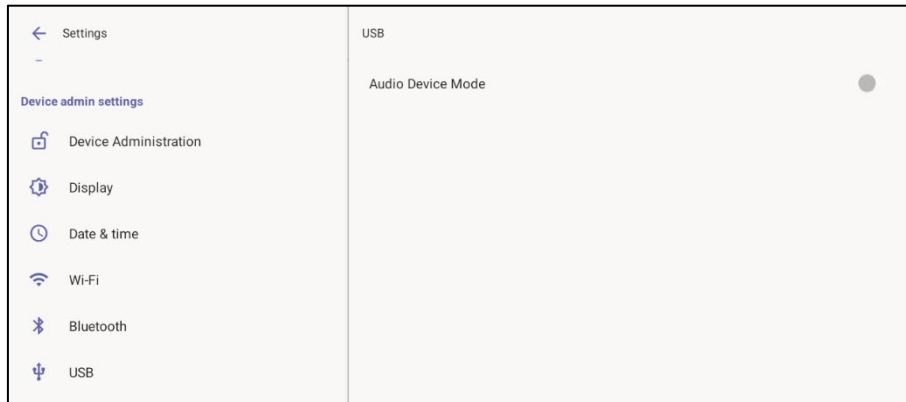 Settings
Device admin settings
Device Administration
Display
Date & time
Wi-Fi
Bluetooth
USB
USB
Audio Device Mode